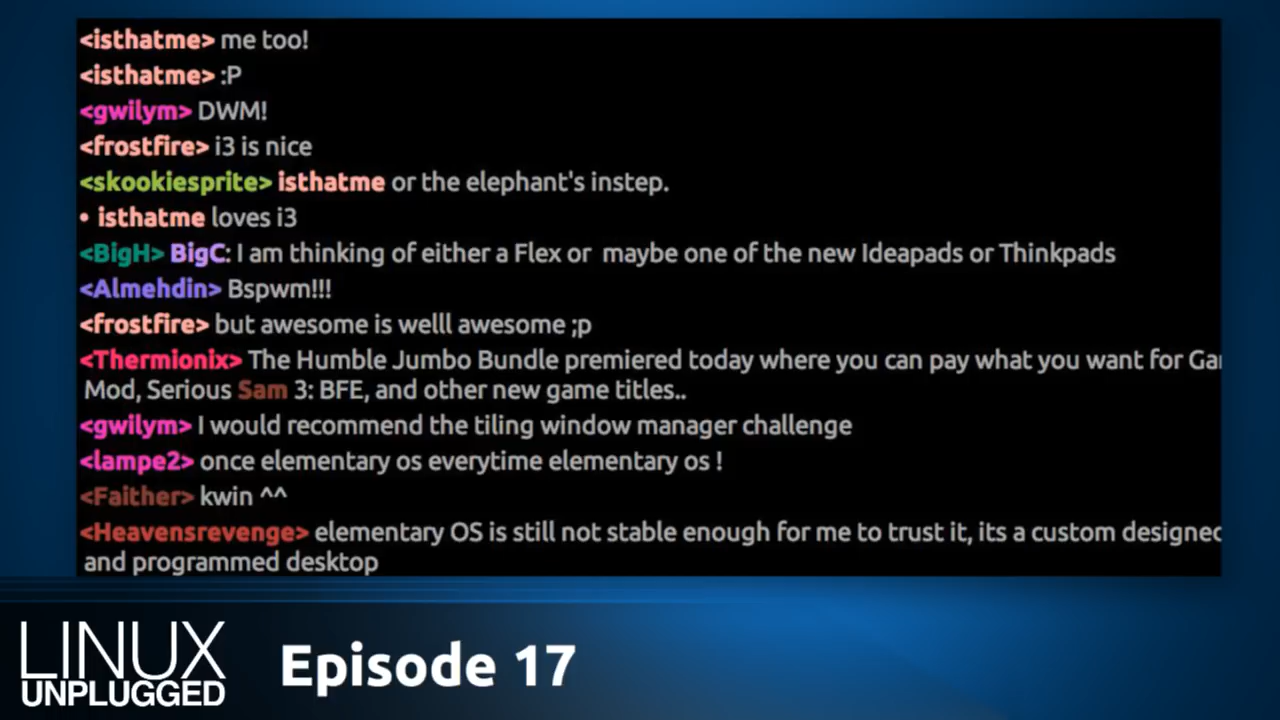 <isthatme> me too!
<isthatme> :P
<gwilym> DWM!
<frostfire> i3 is nice
<skookiesprite> isthatme or the elephant's instep.
• isthatme loves i3
<BigH> BigC: I am thinking of either a Flex or  maybe one of the new Ideapads or Thinkpads
<Almehdin> Bspwm!!!
<frostfire> but awesome is welll awesome ;p
<Thermionix> The Humble Jumbo Bundle premiered today where you can pay what you want for
Mod, Serious Sam 3: BFE, and other new game titles..
<gwilym> I would recommend the tiling window manager challenge
<lampe2> once elementary os everytime elementary os !
<Faither> kwin ^^
<Heavensrevenge> elementary OS is still not stable enough for me to trust it, its a custom designed
and programmed desktop
LINUX
UNPLUGGED
Episode 17